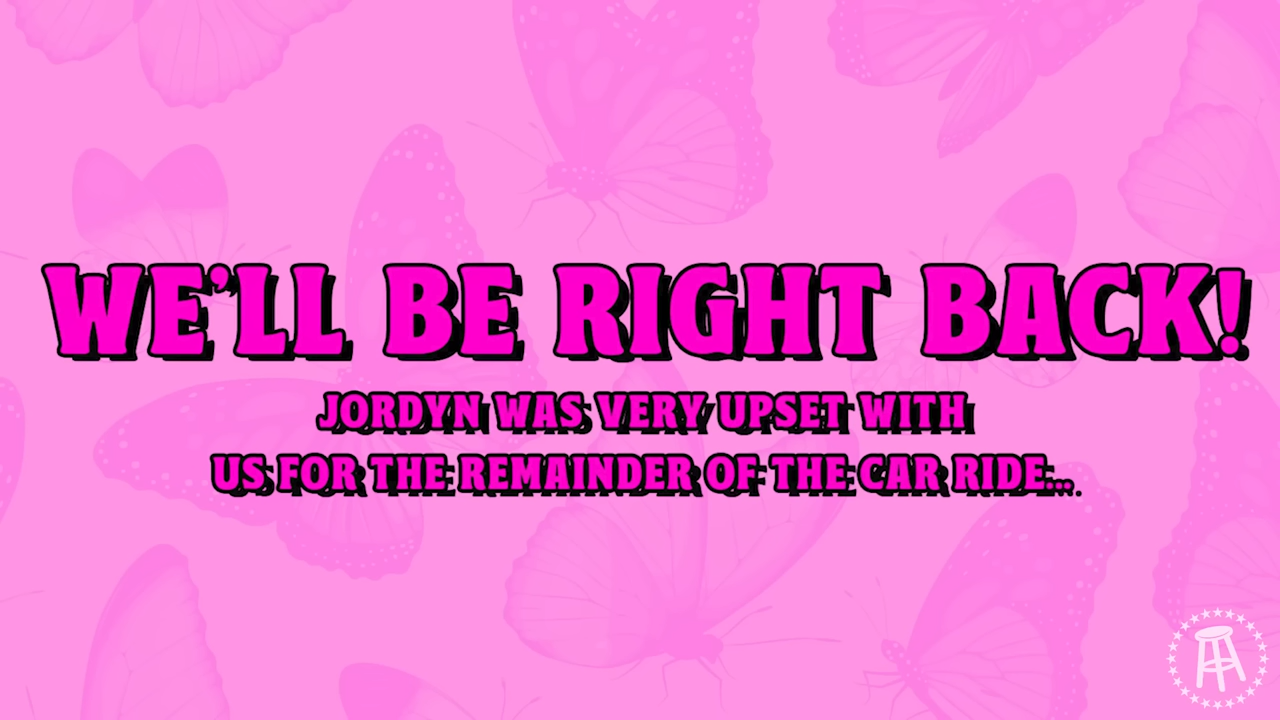 WE'LL BE RIGHT BACK!
JORDYN WAS VERY UPSET WITH
US FOR THE REMAINDER OF THE CAR RIDE...